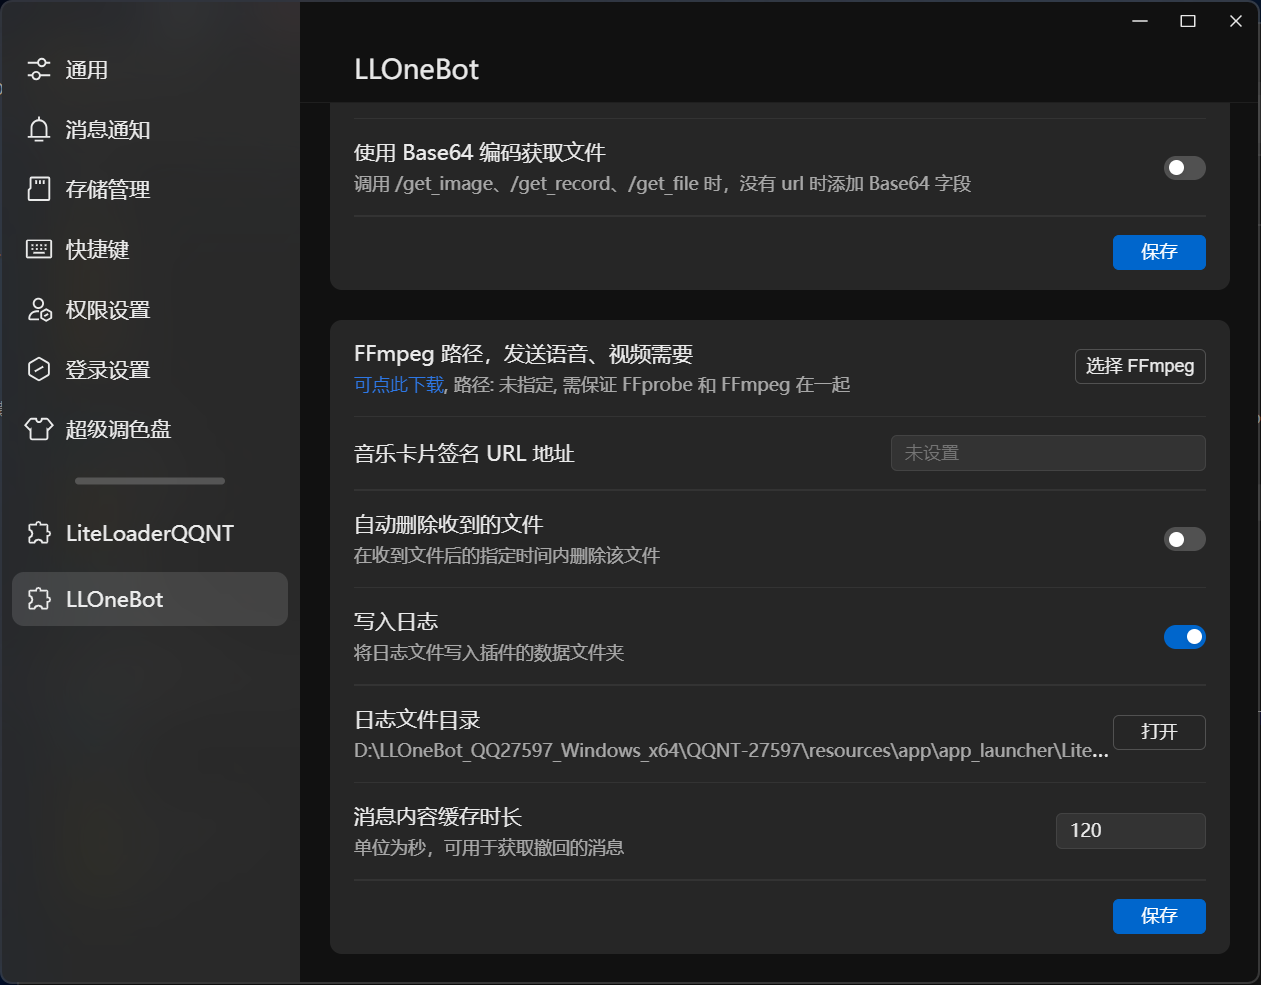 通用
消息通知
存储管理
快捷键
权限设置
登录设置
超级调色盘
LiteLoaderQQNT
LLOneBot
LLOneBot
使用 Base64 编码获取文件
调用 /get_image、/get_record、/get_file 时，没有 url 时添加 Base64 字段
保存
FFmpeg 路径，发送语音、视频需要
可点此下载, 路径: 未指定, 需保证 FFprobe 和 FFmpeg 在一起
选择 FFmpeg
音乐卡片签名 URL 地址
未设置
自动删除收到的文件
在收到文件后的指定时间内删除该文件
写入日志
将日志文件写入插件的数据文件夹
日志文件目录
D:\LLOneBot_QQ27597_Windows_x64\QQNT-27597\resources\app\app_launcher\Lite...
打开
消息内容缓存时长
单位为秒，可用于获取撤回的消息
120
保存